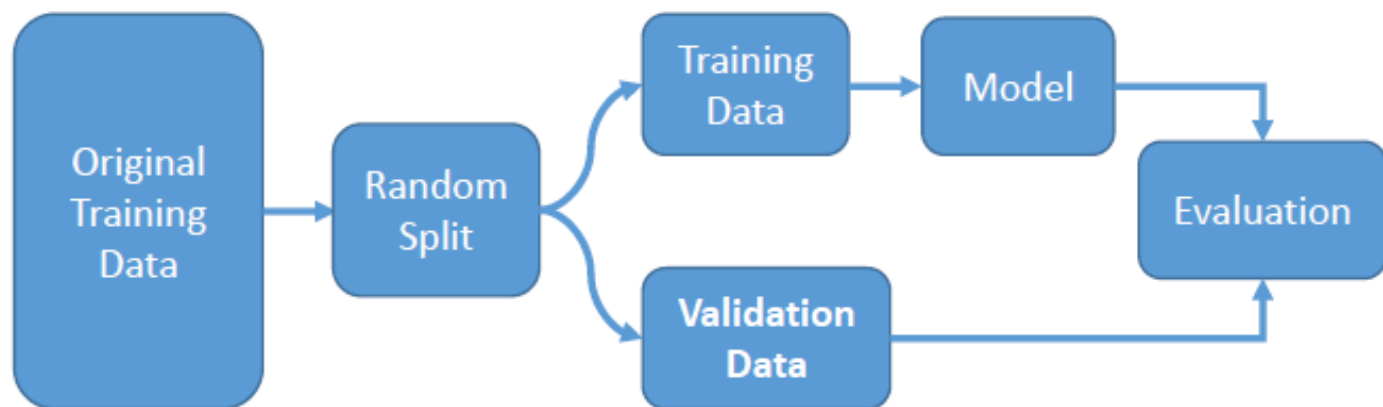 Original
Training
Data
Random
Split
Training
Data
Model
Validation
Data
Evaluation